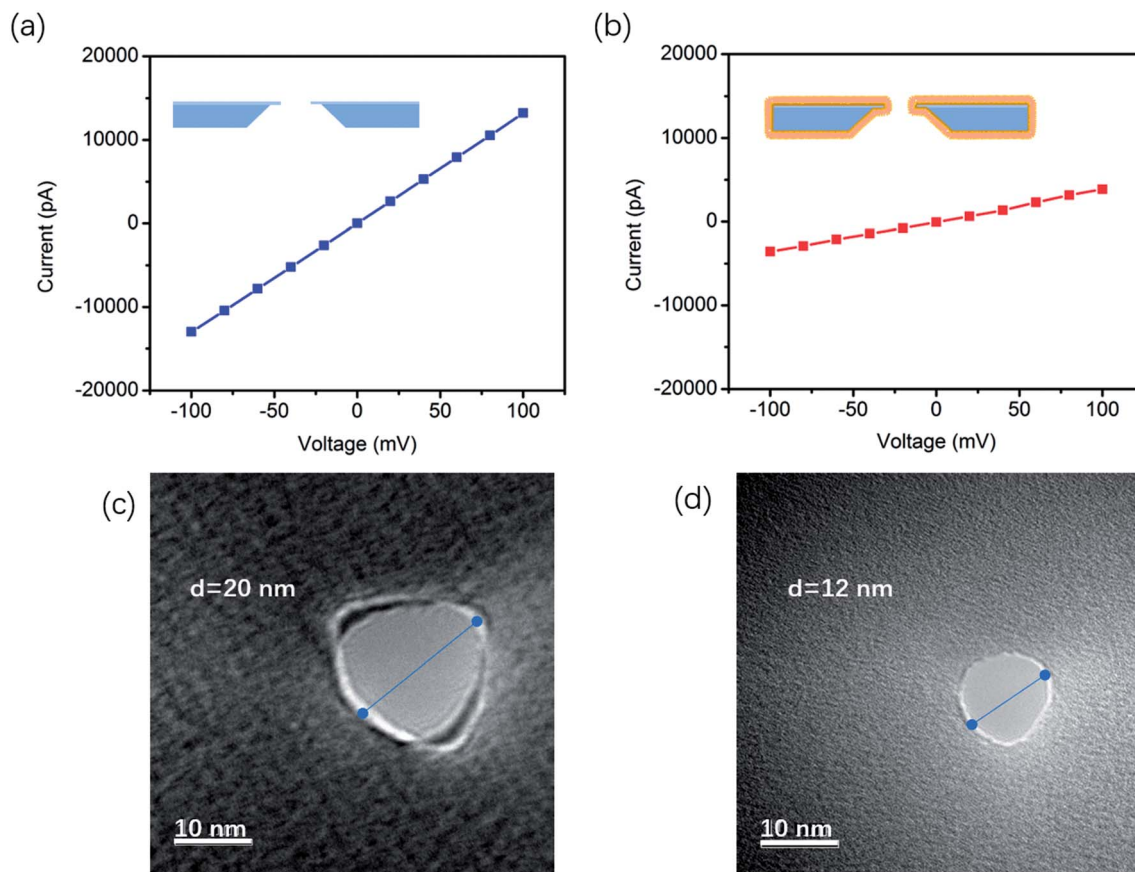 (a)
20000
10000
0
-10000
-20000
Current (pA)
-100 -50 0 50 100
Voltage (mV)
(b)
20000
10000
0
-10000
-20000
Current (pA)
-100 -50 0 50 100
Voltage (mV)
(c)
d=20 nm
10 nm
(d)
d=12 nm
10 nm